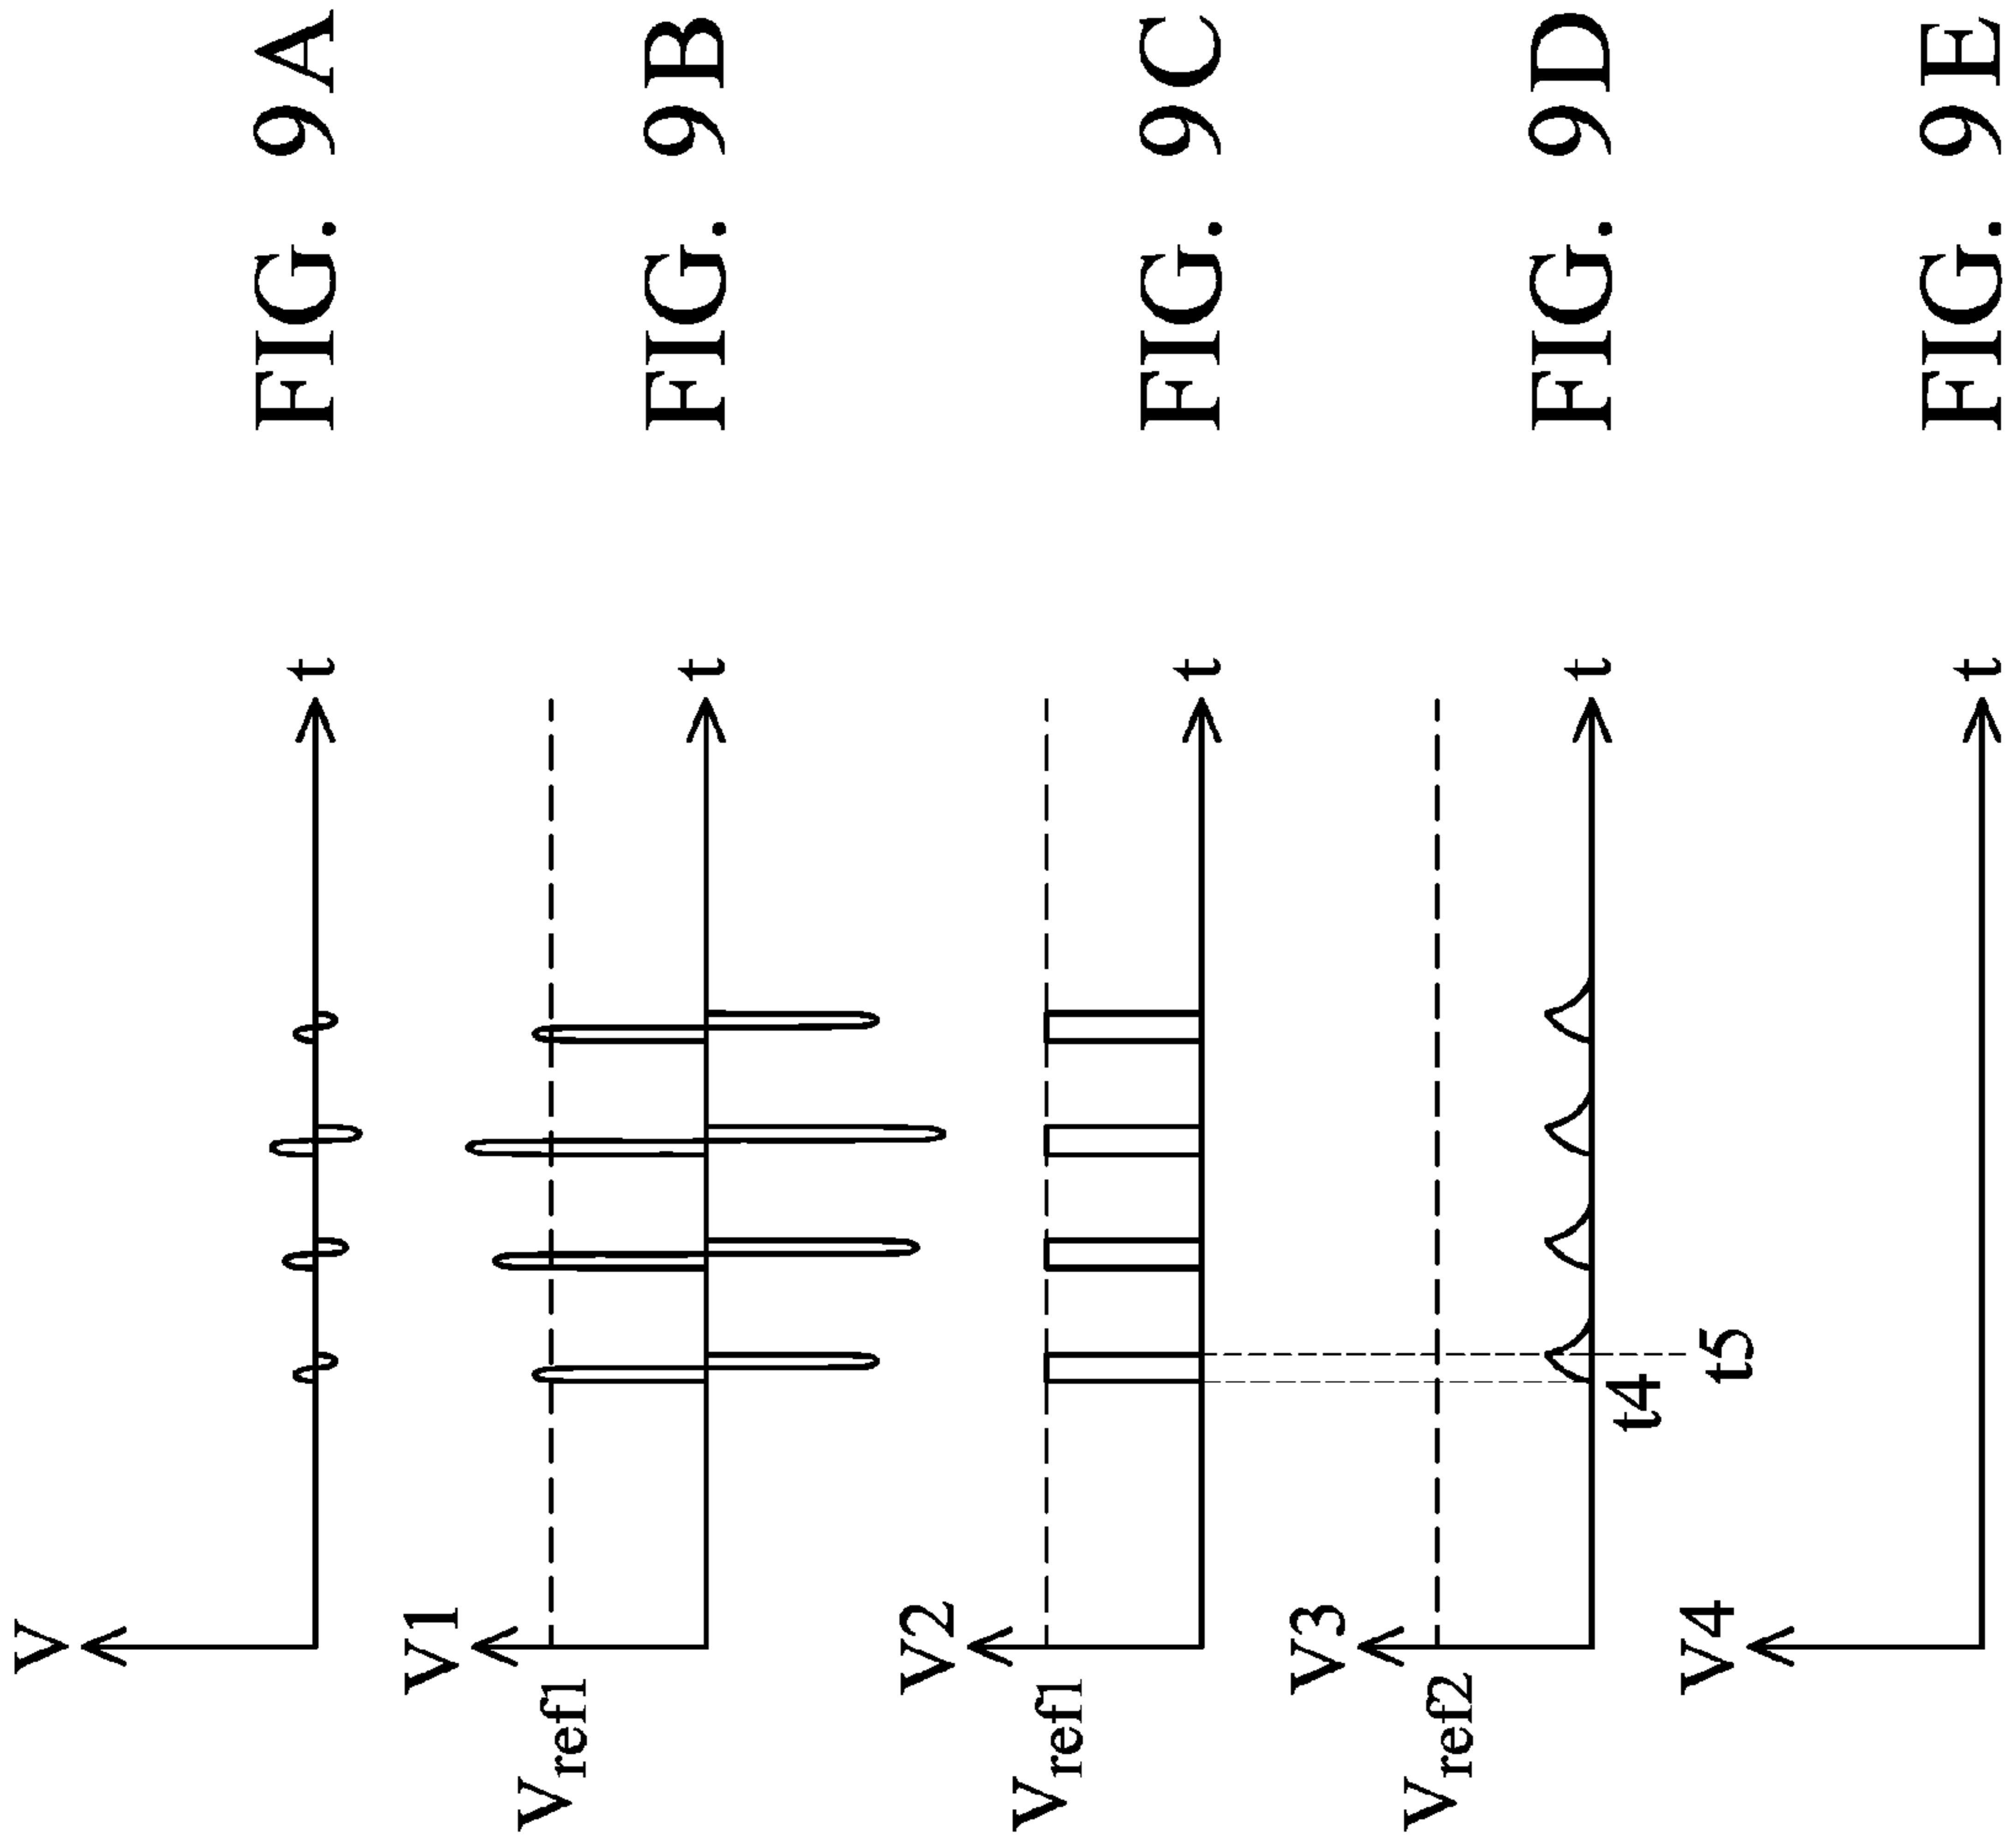 V
t
FIG. 9A
V1
Vref1
t
FIG. 9B
V2
Vref1
t
FIG. 9C
V3
Vref2
t
t4
t5
FIG. 9D
V4
t
FIG. 9E